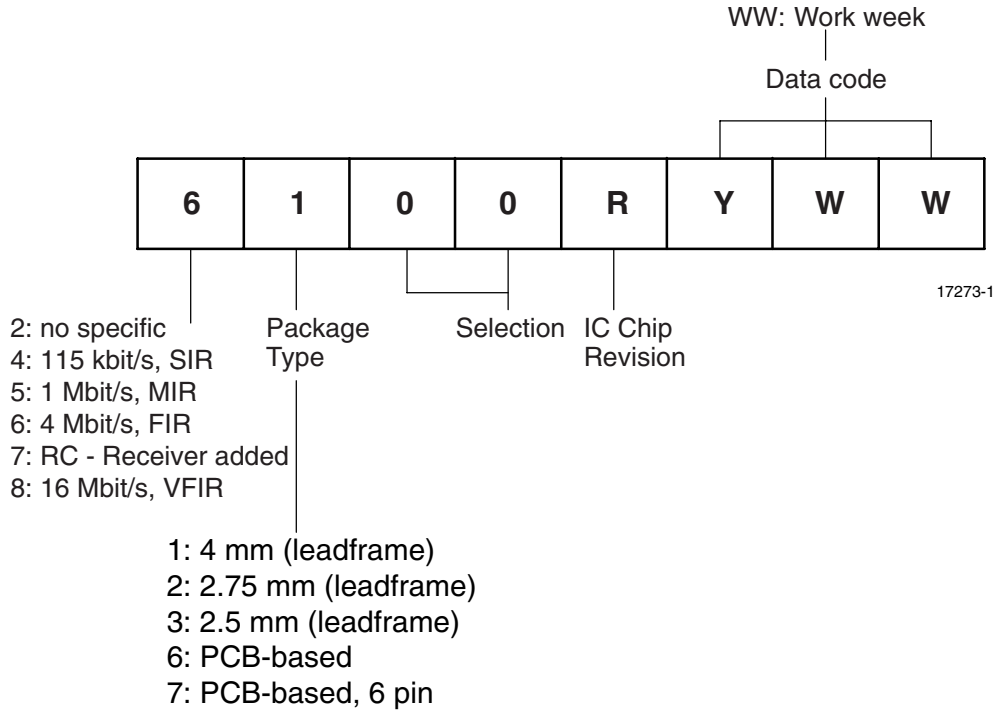 WW: Work week
Data code
6 1 0 0 R Y W W
17273-1
2: no specific
4: 115 kbit/s, SIR
5: 1 Mbit/s, MIR
6: 4 Mbit/s, FIR
7: RC - Receiver added
8: 16 Mbit/s, VFIR
Package
Type
Selection
IC Chip
Revision
1: 4 mm (leadframe)
2: 2.75 mm (leadframe)
3: 2.5 mm (leadframe)
6: PCB-based
7: PCB-based, 6 pin